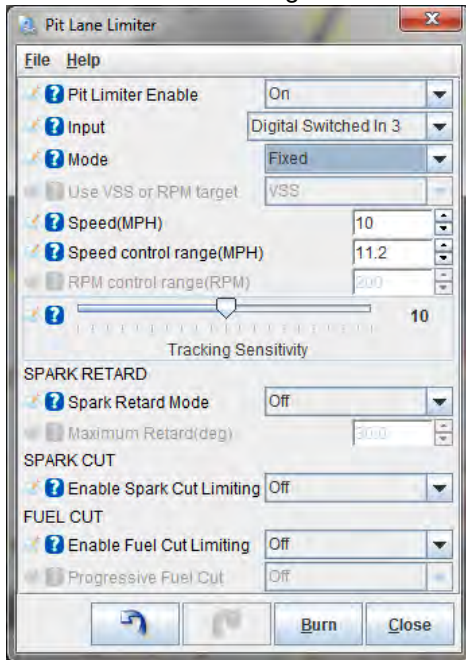 Pit Lane Limiter
File Help
Pit Limiter Enable On
Input Digital Switched In 3
Mode Fixed
Use VSS or RPM target VSS
Speed(MPH) 10
Speed control range(MPH) 11.2
RPM control range(RPM) 200
10
Tracking Sensitivity
SPARK RETARD
Spark Retard Mode Off
Maximum Retard(deg) 30.0
SPARK CUT
Enable Spark Cut Limiting Off
FUEL CUT
Enable Fuel Cut Limiting Off
Progressive Fuel Cut Off
Burn Close